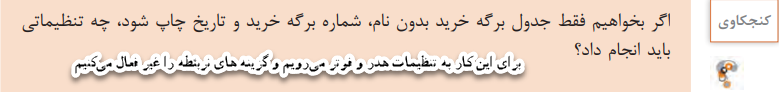 کنجکاوی
اگر بخواهیم فقط جدول برگه خرید بدون نام، شماره برگه خرید و تاریخ چاپ شود، چه تنظیماتی
باید انجام داد؟
برای این کار به تنظیمات هدر و فوتر می‌رویم و گزینه های نربنطه را غیر فعال می‌کنیم